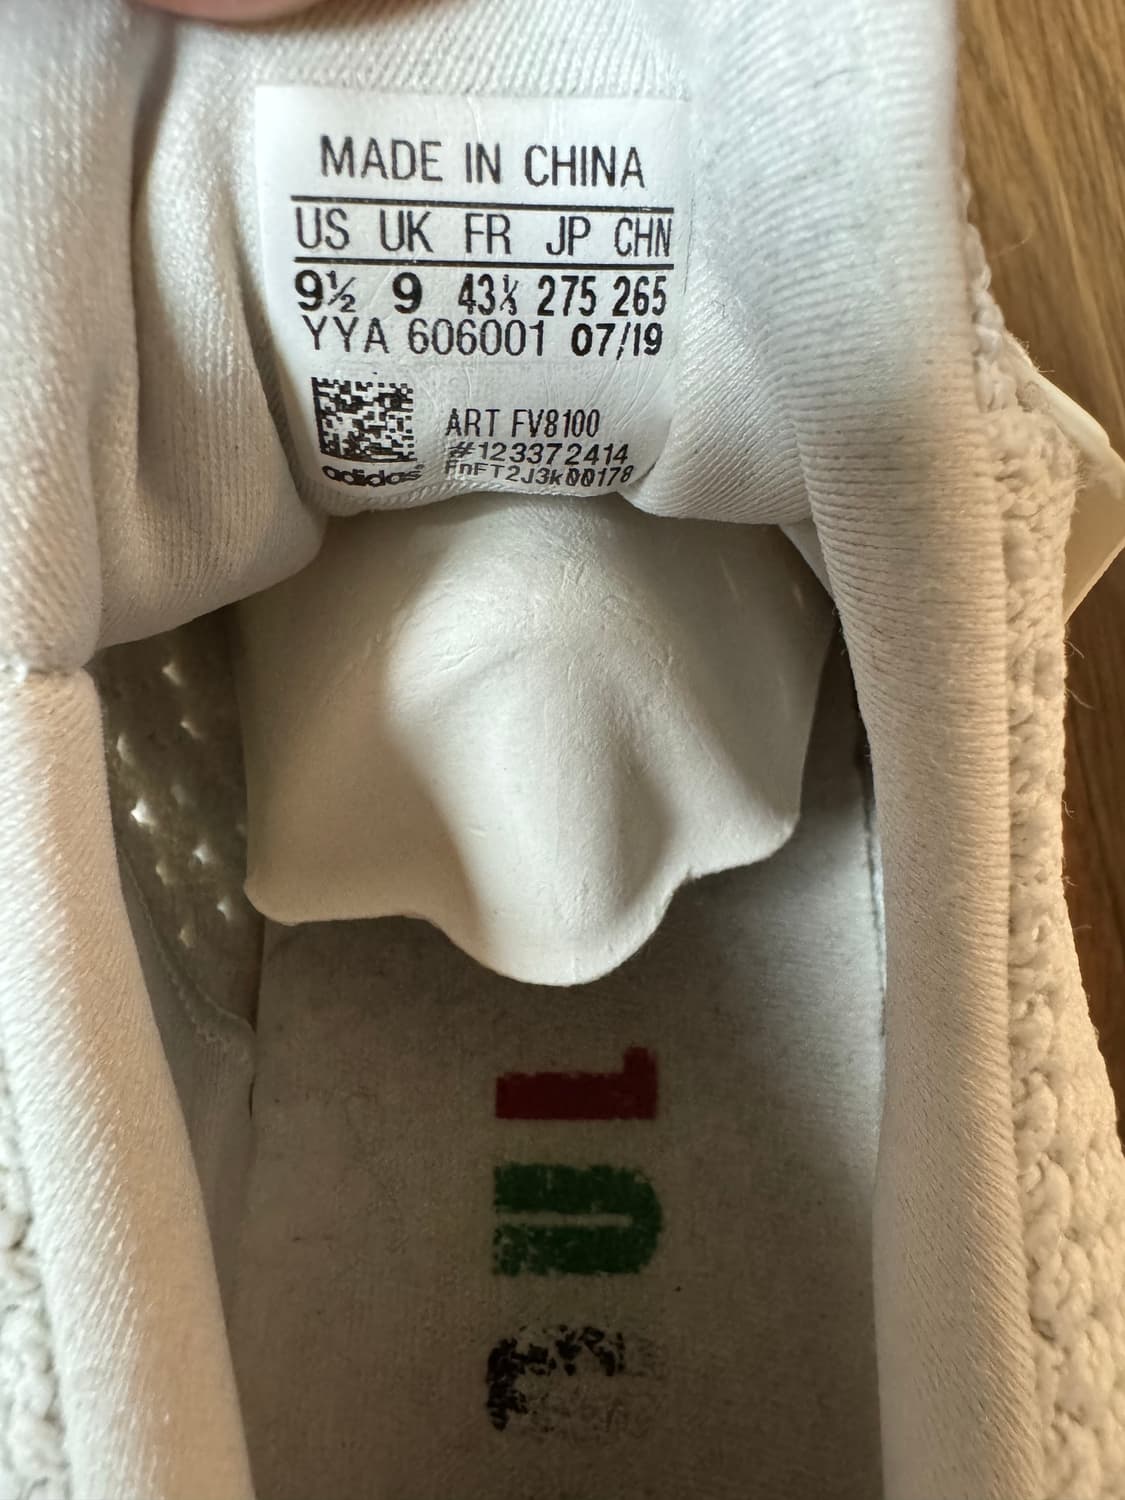 MADE IN CHINA
US UK FR JP CHN
9½ 9 43⅓ 275 265
YYA 606001 07/19
ART FV8100
#123372414
FnFT2J3k00178
adidas